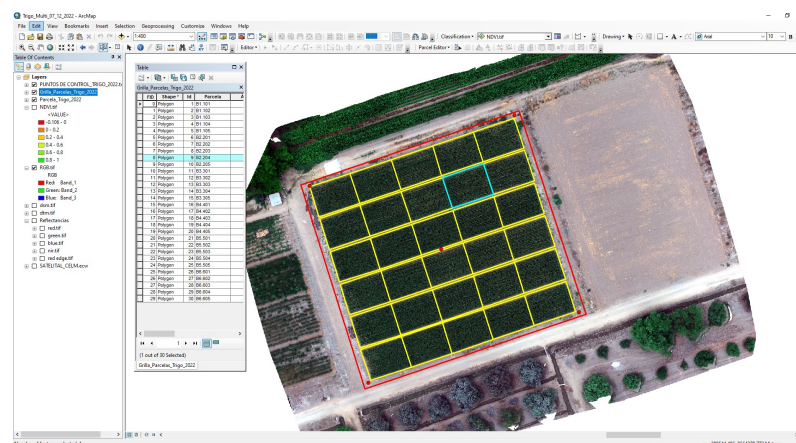 Trigo_Multi_07_12_2022 - ArcMap
File Edit View Bookmarks Insert Selection Geoprocessing Customize Windows Help
1:400
Classification NDVI.tif
Drawing
Arial
10
B
Editor
Parcel Editor
Table Of Contents
Layers
PUNTOS DE CONTROL_TRIGO_2022.t
Grilla_Parcelas_Trigo_2022
Parcela_Trigo_2022
NDVI.tif
<VALUE>
-0.106 - 0
0 - 0.2
0.2 - 0.4
0.4 - 0.6
0.6 - 0.8
0.8 - 1
RGB.tif
RGB
Red: Band_1
Green: Band_2
Blue: Band_3
dsm.tif
dtm.tif
Reflectancias
red.tif
green.tif
blue.tif
nir.tif
red edge.tif
SATELITAL_CELM.ecw
Table
Grilla_Parcelas_Trigo_2022
FID Shape * Id Parcela
0 Polygon 1 B1.101
1 Polygon 2 B1.102
2 Polygon 3 B1.103
3 Polygon 4 B1.104
4 Polygon 5 B1.105
5 Polygon 6 B2.201
6 Polygon 7 B2.202
7 Polygon 8 B2.203
8 Polygon 9 B2.204
9 Polygon 10 B2.205
10 Polygon 11 B3.301
11 Polygon 12 B3.302
12 Polygon 13 B3.303
13 Polygon 14 B3.304
14 Polygon 15 B3.305
15 Polygon 16 B4.401
16 Polygon 17 B4.402
17 Polygon 18 B4.403
18 Polygon 19 B4.404
19 Polygon 20 B4.405
20 Polygon 21 B5.501
21 Polygon 22 B5.502
22 Polygon 23 B5.503
23 Polygon 24 B5.504
24 Polygon 25 B5.505
25 Polygon 26 B6.601
26 Polygon 27 B6.602
27 Polygon 28 B6.603
28 Polygon 29 B6.604
29 Polygon 30 B6.605
1
(1 out of 30 Selected)
Grilla_Parcelas_Trigo_2022